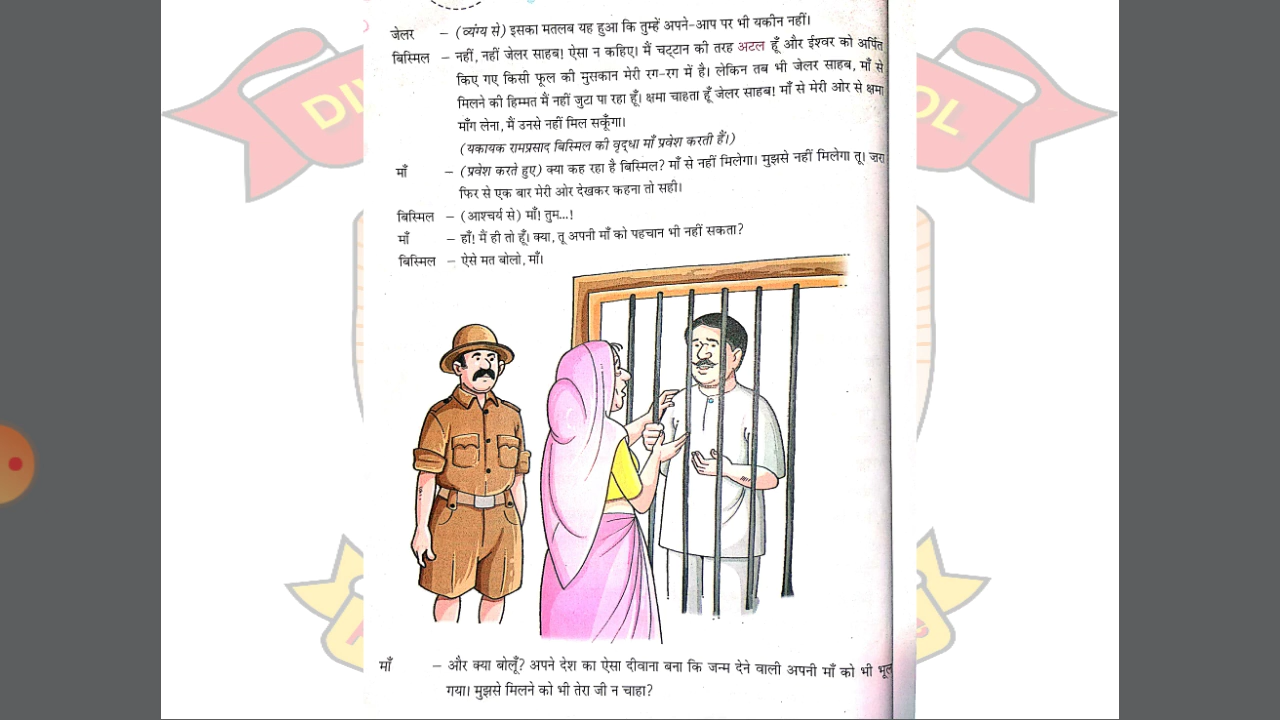 जेलर – (व्यंग्य से) इसका मतलब यह हुआ कि तुम्हें अपने-आप पर भी यकीन नहीं।
बिस्मिल – नहीं, नहीं जेलर साहब! ऐसा न कहिए। मैं चट्टान की तरह अटल हूँ और ईश्वर को अर्पित
किए गए किसी फूल की मुसकान मेरी रग-रग में है। लेकिन तब भी जेलर साहब, माँ से
मिलने की हिम्मत मैं नहीं जुटा पा रहा हूँ। क्षमा चाहता हूँ जेलर साहब! माँ से मेरी ओर से क्षमा
माँग लेना, मैं उनसे नहीं मिल सकूँगा।
(यकायक रामप्रसाद बिस्मिल की वृद्धा माँ प्रवेश करती हैं।)
माँ – (प्रवेश करते हुए) क्या कह रहा है बिस्मिल? माँ से नहीं मिलेगा। मुझसे नहीं मिलेगा तू। ज़रा
फिर से एक बार मेरी ओर देखकर कहना तो सही।
बिस्मिल – (आश्चर्य से) माँ! तुम...!
माँ – हाँ! मैं ही तो हूँ। क्या, तू अपनी माँ को पहचान भी नहीं सकता?
बिस्मिल – ऐसे मत बोलो, माँ।
माँ – और क्या बोलूँ? अपने देश का ऐसा दीवाना बना कि जन्म देने वाली अपनी माँ को भी भूल
गया। मुझसे मिलने को भी तेरा जी न चाहा?